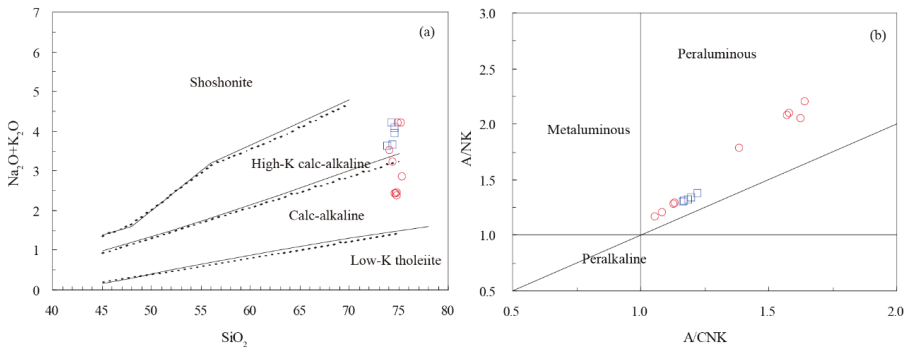 7
6
5
4
3
2
1
0
Na₂O+K₂O
(a)
Shoshonite
High-K calc-alkaline
Calc-alkaline
Low-K tholeiite
40 45 50 55 60 65 70 75 80
SiO₂
3.0
2.5
2.0
1.5
1.0
0.5
A/NK
(b)
Peraluminous
Metaluminous
Peralkaline
0.5 1.0 1.5 2.0
A/CNK